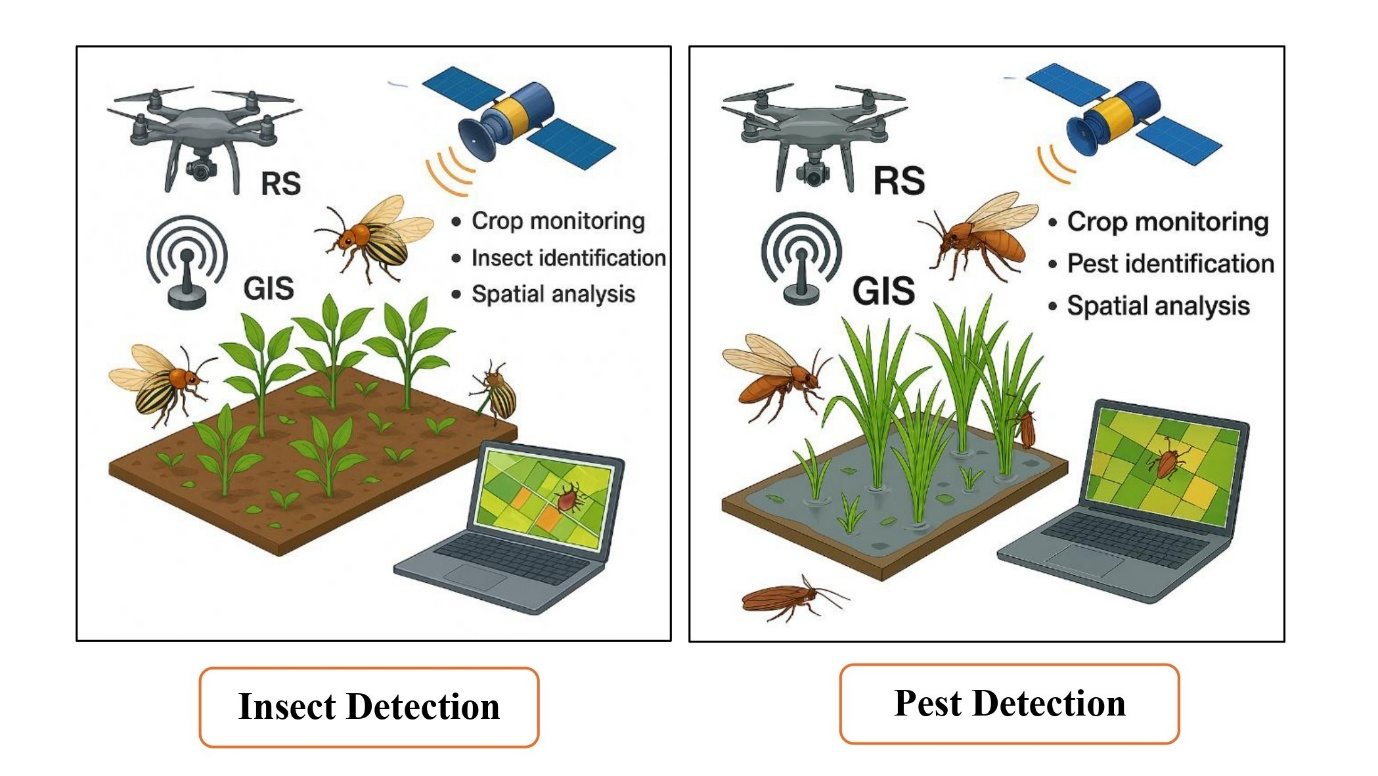 RS
GIS
• Crop monitoring
• Insect identification
• Spatial analysis
RS
GIS
• Crop monitoring
• Pest identification
• Spatial analysis
Insect Detection
Pest Detection